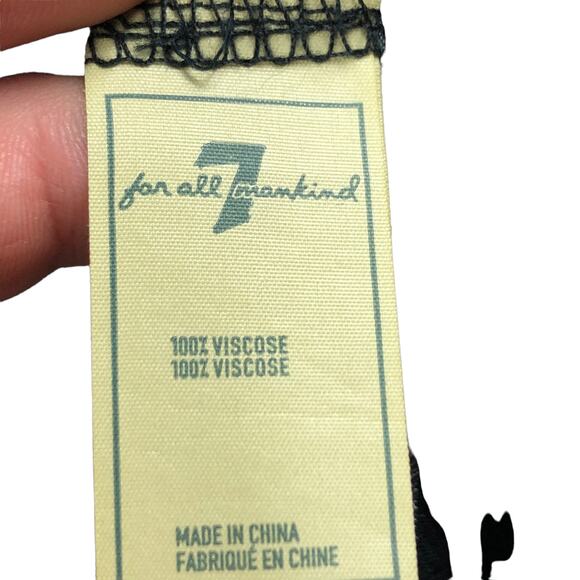 7
for all mankind
100% VISCOSE
100% VISCOSE
MADE IN CHINA
FABRIQUÉ EN CHINE